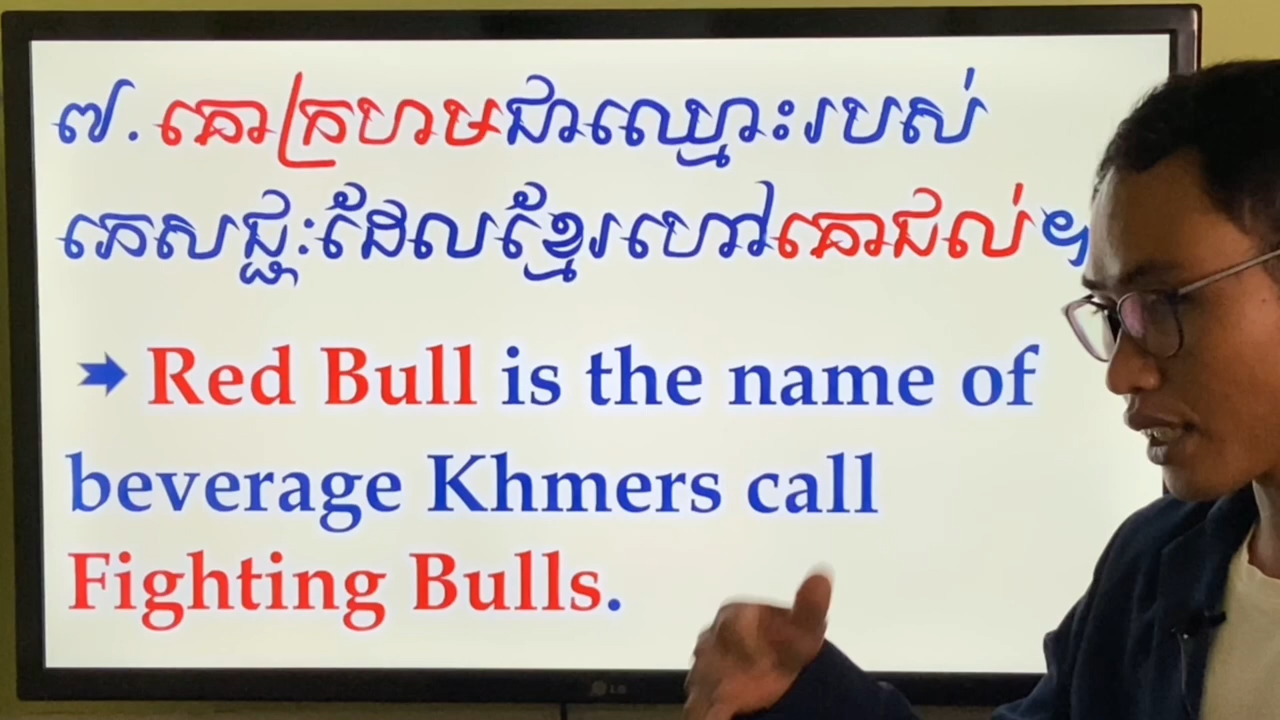 ៧. គោក្រហមជាឈ្មោះរបស់
ភេសជ្ជៈដែលខ្មែរហៅគោជល់ ៕
➡ Red Bull is the name of
beverage Khmers call
Fighting Bulls.
LG